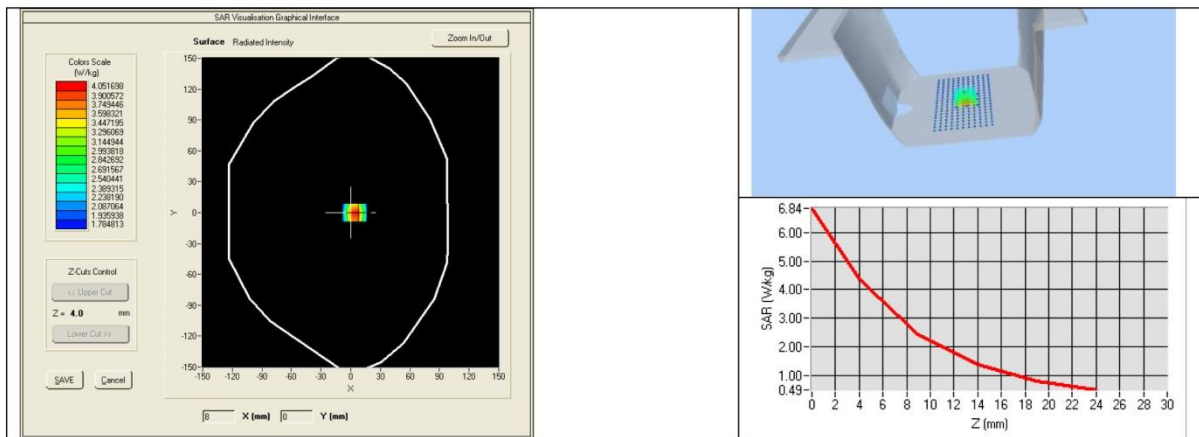 SAR Visualisation Graphical Interface
Surface Radiated Intensity
Zoom In/Out
Colors Scale
(W/kg)
4.051698
3.900572
3.749446
3.598321
3.447195
3.296069
3.144944
2.993818
2.842692
2.691567
2.540441
2.389315
2.238190
2.087064
1.935938
1.784813
Z-Cuts Control
<< Upper Cut
Z = 4.0 mm
Lower Cut >>
SAVE Cancel
150
120
90
60
30
0
-30
-60
-90
-120
-150
Y
-150 -120 -90 -60 -30 0 30 60 90 120 150
X
8 X (mm) 0 Y (mm)
6.84
6.00
5.00
4.00
3.00
2.00
1.00
0.49
SAR (W/kg)
0 2 4 6 8 10 12 14 16 18 20 22 24 26 28 30
Z (mm)